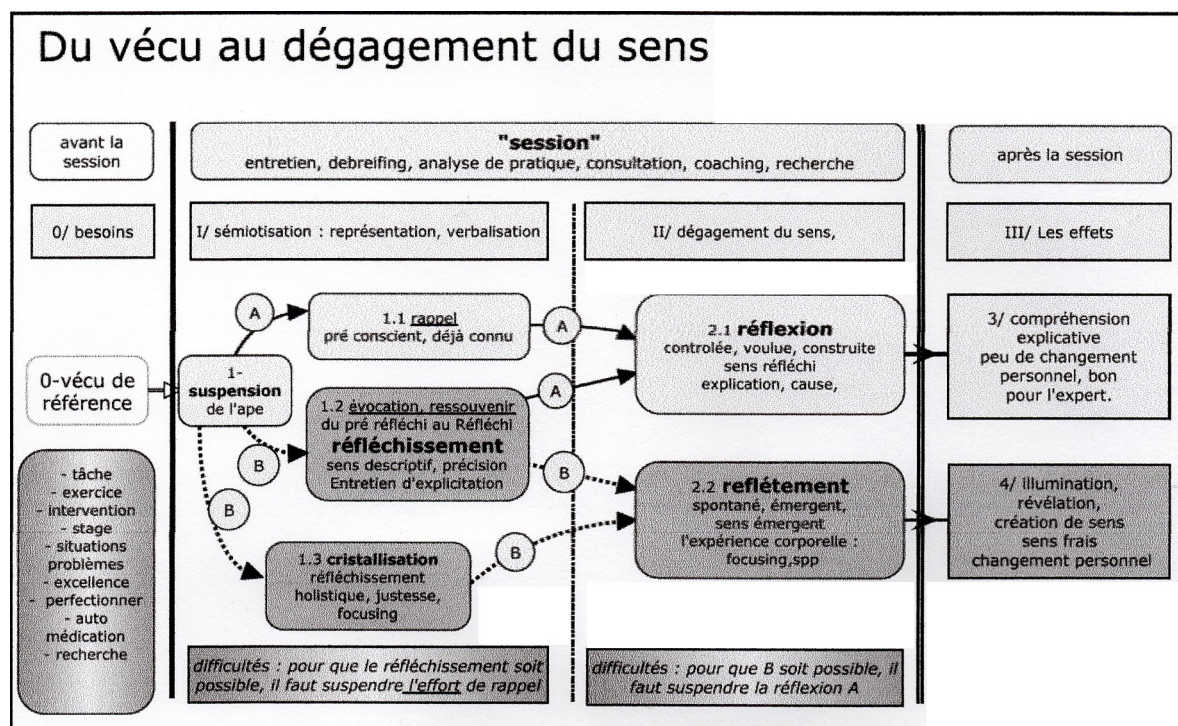 Du vécu au dégagement du sens
avant la
session
"session"
entretien, debreifing, analyse de pratique, consultation, coaching, recherche
après la session
0/ besoins
I/ sémiotisation : représentation, verbalisation
II/ dégagement du sens,
III/ Les effets
0-vécu de
référence
1-
suspension
de l'ape
A
1.1 rappel
pré conscient, déjà connu
A
2.1 réflexion
controlée, voulue, construite
sens réfléchi
explication, cause,
3/ compréhension
explicative
peu de changement
personnel, bon
pour l'expert.
B
1.2 évocation, ressouvenir
du pré réfléchi au Réfléchi
réfléchissement
sens descriptif, précision
Entretien d'explicitation
A
B
2.2 reflétement
spontané, émergent,
sens émergent
l'expérience corporelle :
focusing,spp
4/ illumination,
révélation,
création de sens
sens frais
changement personnel
B
1.3 cristallisation
réfléchissement
holistique, justesse,
focusing
B
- tâche
- exercice
- intervention
- stage
- situations
problèmes
- excellence
- perfectionner
- auto
médication
- recherche
difficultés : pour que le réfléchissement soit
possible, il faut suspendre l'effort de rappel
difficultés : pour que B soit possible, il
faut suspendre la réflexion A